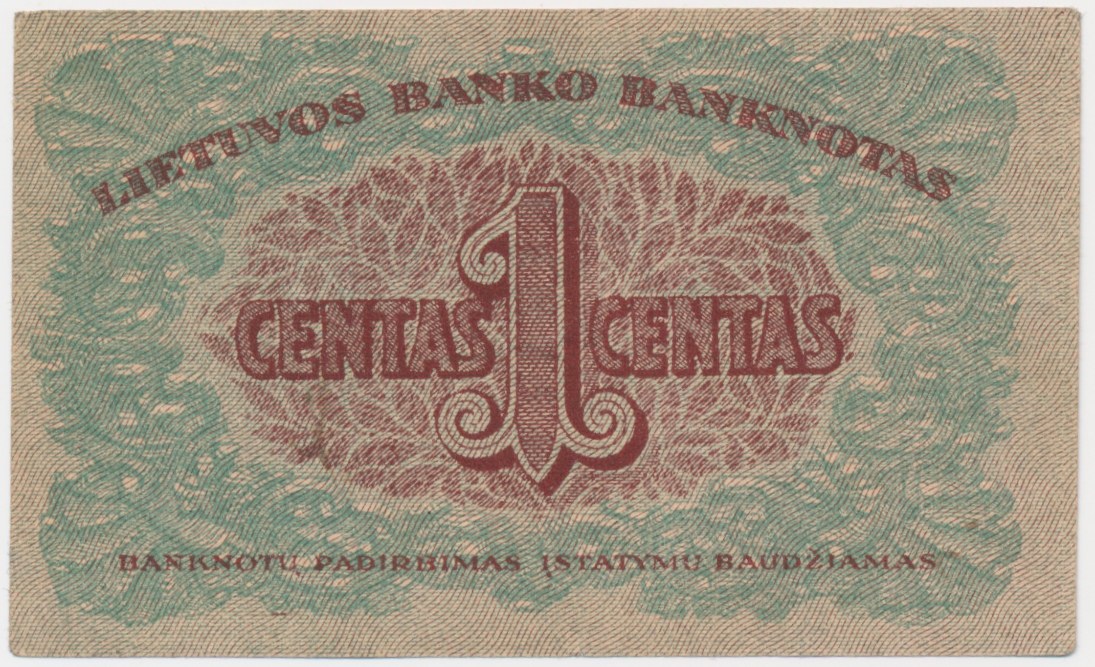 LIETUVOS BANKO BANKNOTAS
CENTAS 1 CENTAS
BANKNOTŲ PADIRBIMAS ĮSTATYMŲ BAUDŽIAMAS